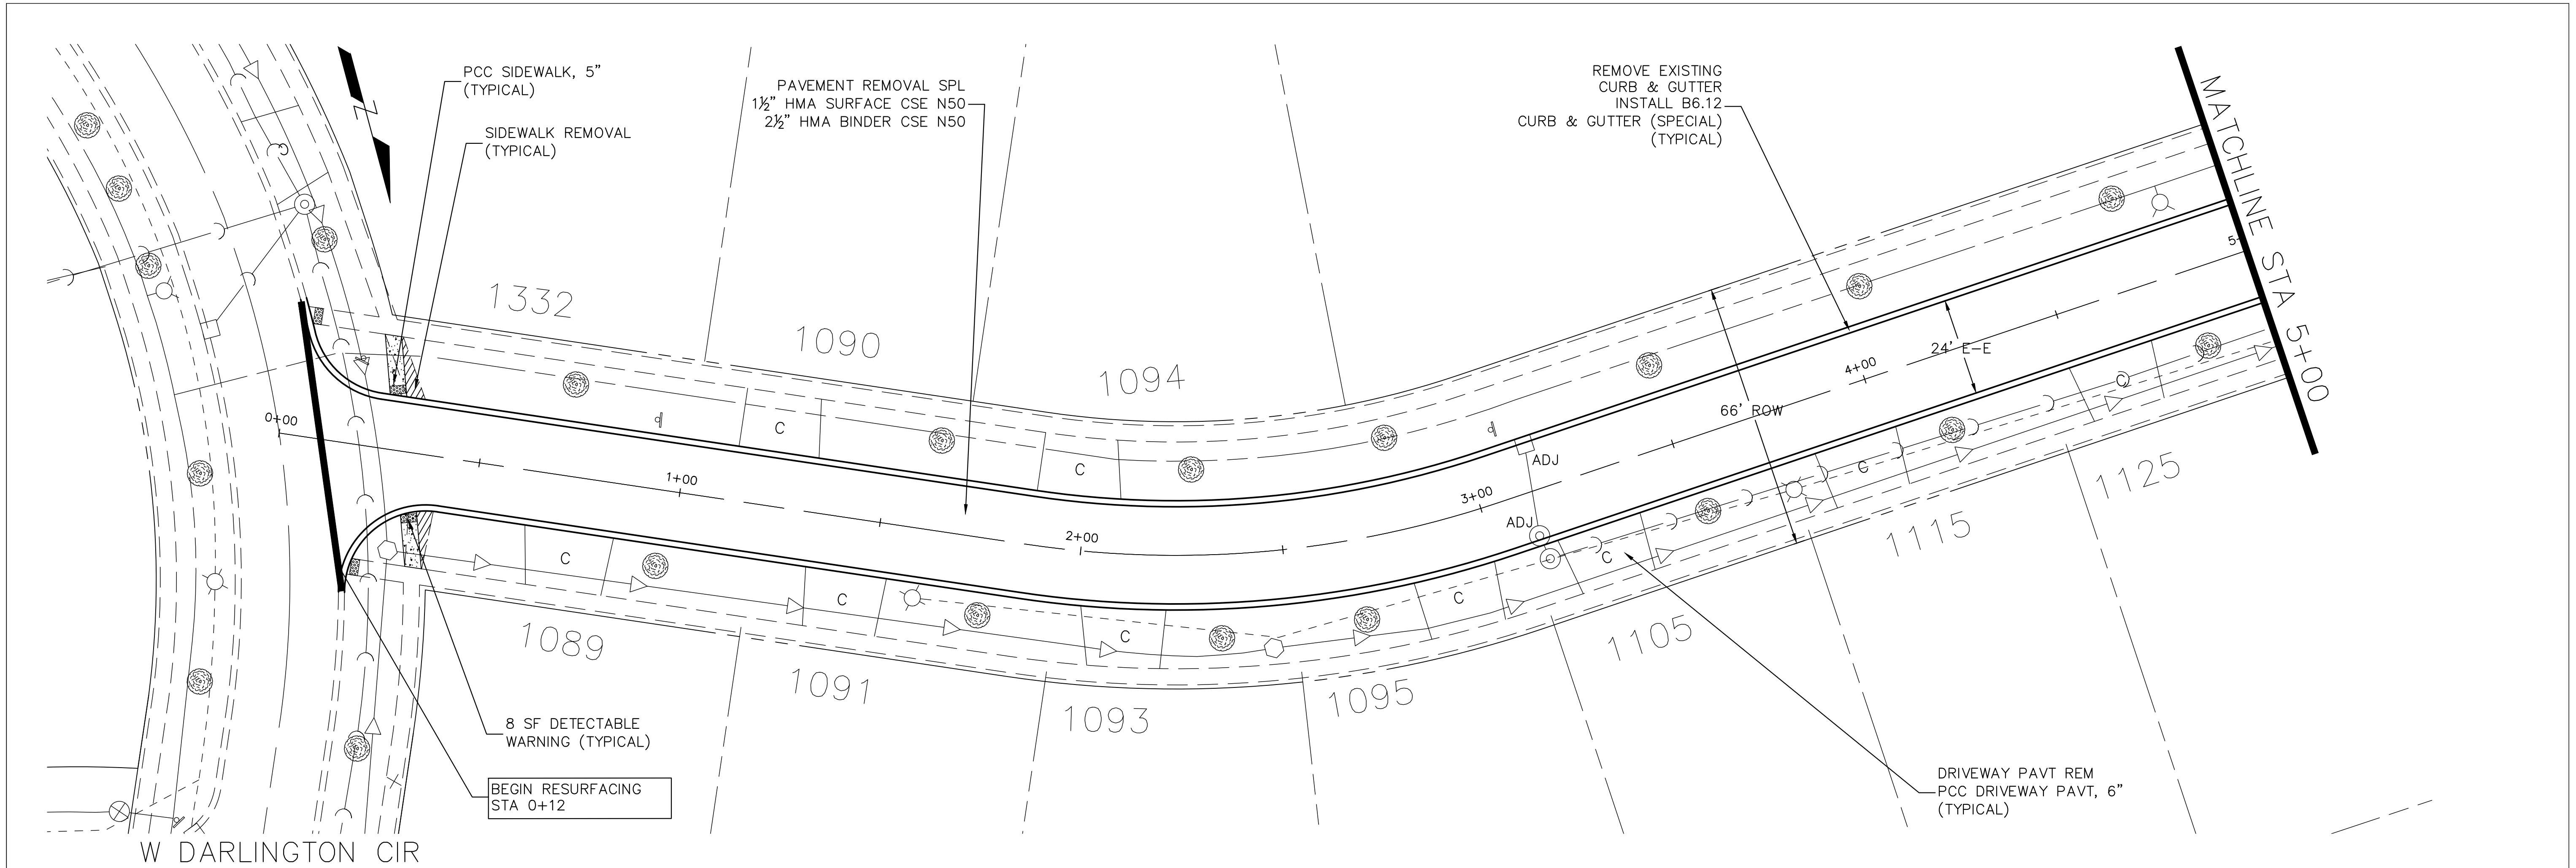 PCC SIDEWALK, 5"
(TYPICAL)
SIDEWALK REMOVAL
(TYPICAL)
PAVEMENT REMOVAL SPL
1½" HMA SURFACE CSE N50
2½" HMA BINDER CSE N50
REMOVE EXISTING
CURB & GUTTER
INSTALL B6.12
CURB & GUTTER (SPECIAL)
(TYPICAL)
MATCHLINE STA 5+00
Z
1332
1090
1094
0+00
1+00
2+00
3+00
4+00
5+
24' E-E
66' ROW
ADJ
ADJ
C
C
C
C
C
C
C
C
C
1089
1091
1093
1095
1105
1115
1125
8 SF DETECTABLE
WARNING (TYPICAL)
BEGIN RESURFACING
STA 0+12
DRIVEWAY PAVT REM
PCC DRIVEWAY PAVT, 6"
(TYPICAL)
W DARLINGTON CIR